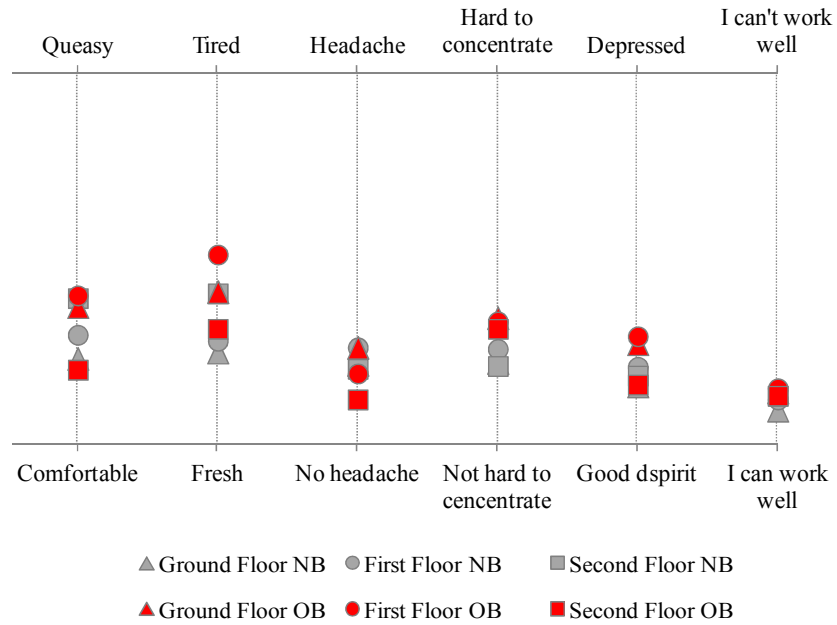 Queasy
Tired
Headache
Hard to
concentrate
Depressed
I can't work
well
Comfortable
Fresh
No headache
Not hard to
cencentrate
Good dspirit
I can work
well
Ground Floor NB
First Floor NB
Second Floor NB
Ground Floor OB
First Floor OB
Second Floor OB